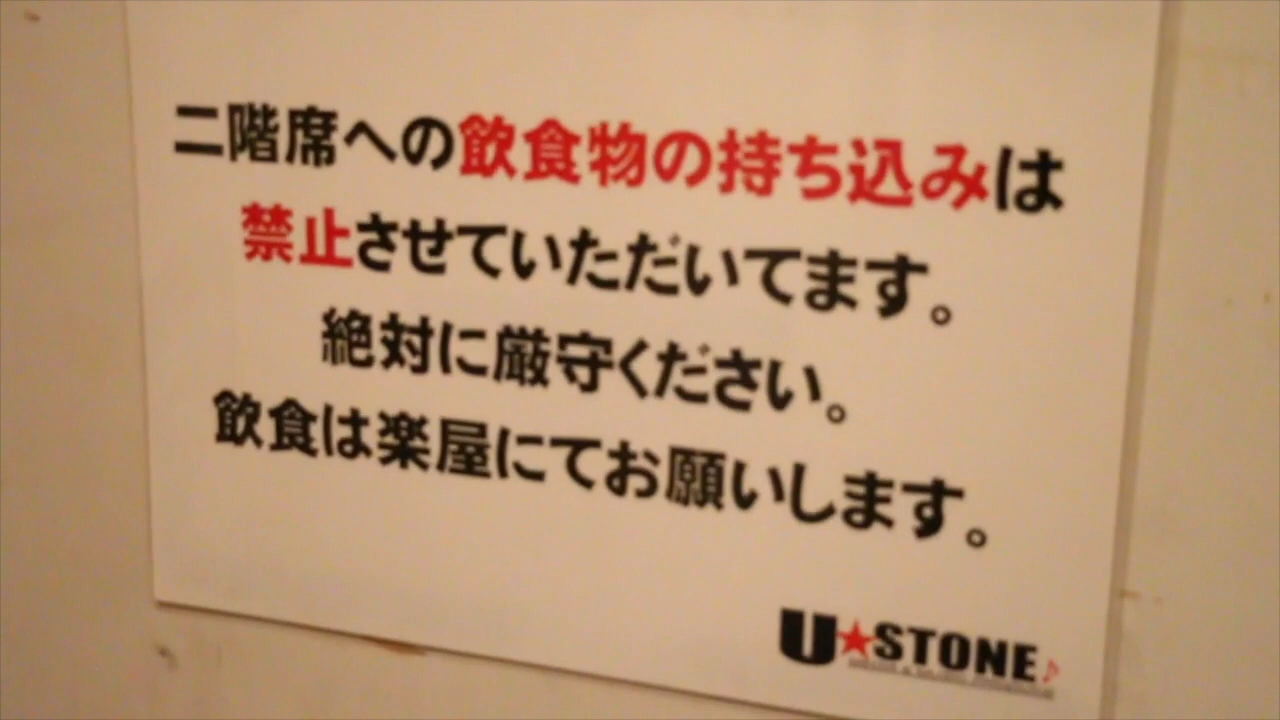 二階席への飲食物の持ち込みは
禁止させていただいてます。
絶対に厳守ください。
飲食は楽屋にてお願いします。
U★STONE♪